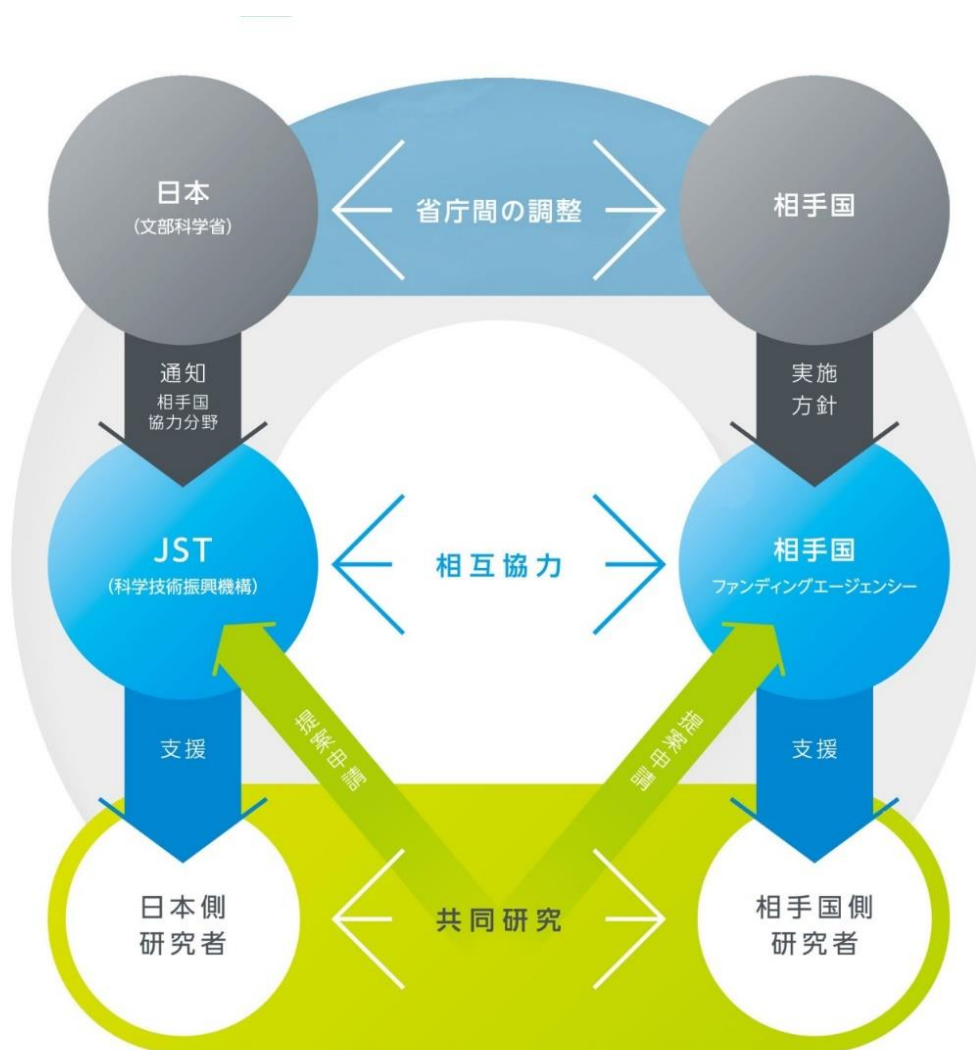 日本
(文部科学省)
省庁間の調整
相手国
通知
相手国
協力分野
実施
方針
JST
(科学技術振興機構)
相互協力
相手国
ファンディングエージェンシー
支援
提案申請
提案申請
支援
日本側
研究者
共同研究
相手国側
研究者